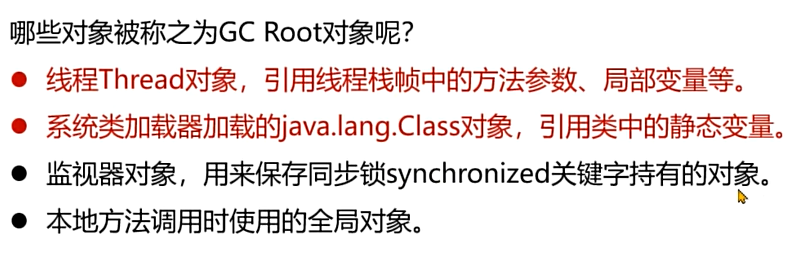 哪些对象被称之为GC Root对象呢？
● 线程Thread对象，引用线程栈帧中的方法参数、局部变量等。
● 系统类加载器加载的java.lang.Class对象，引用类中的静态变量。
● 监视器对象，用来保存同步锁synchronized关键字持有的对象。
● 本地方法调用时使用的全局对象。